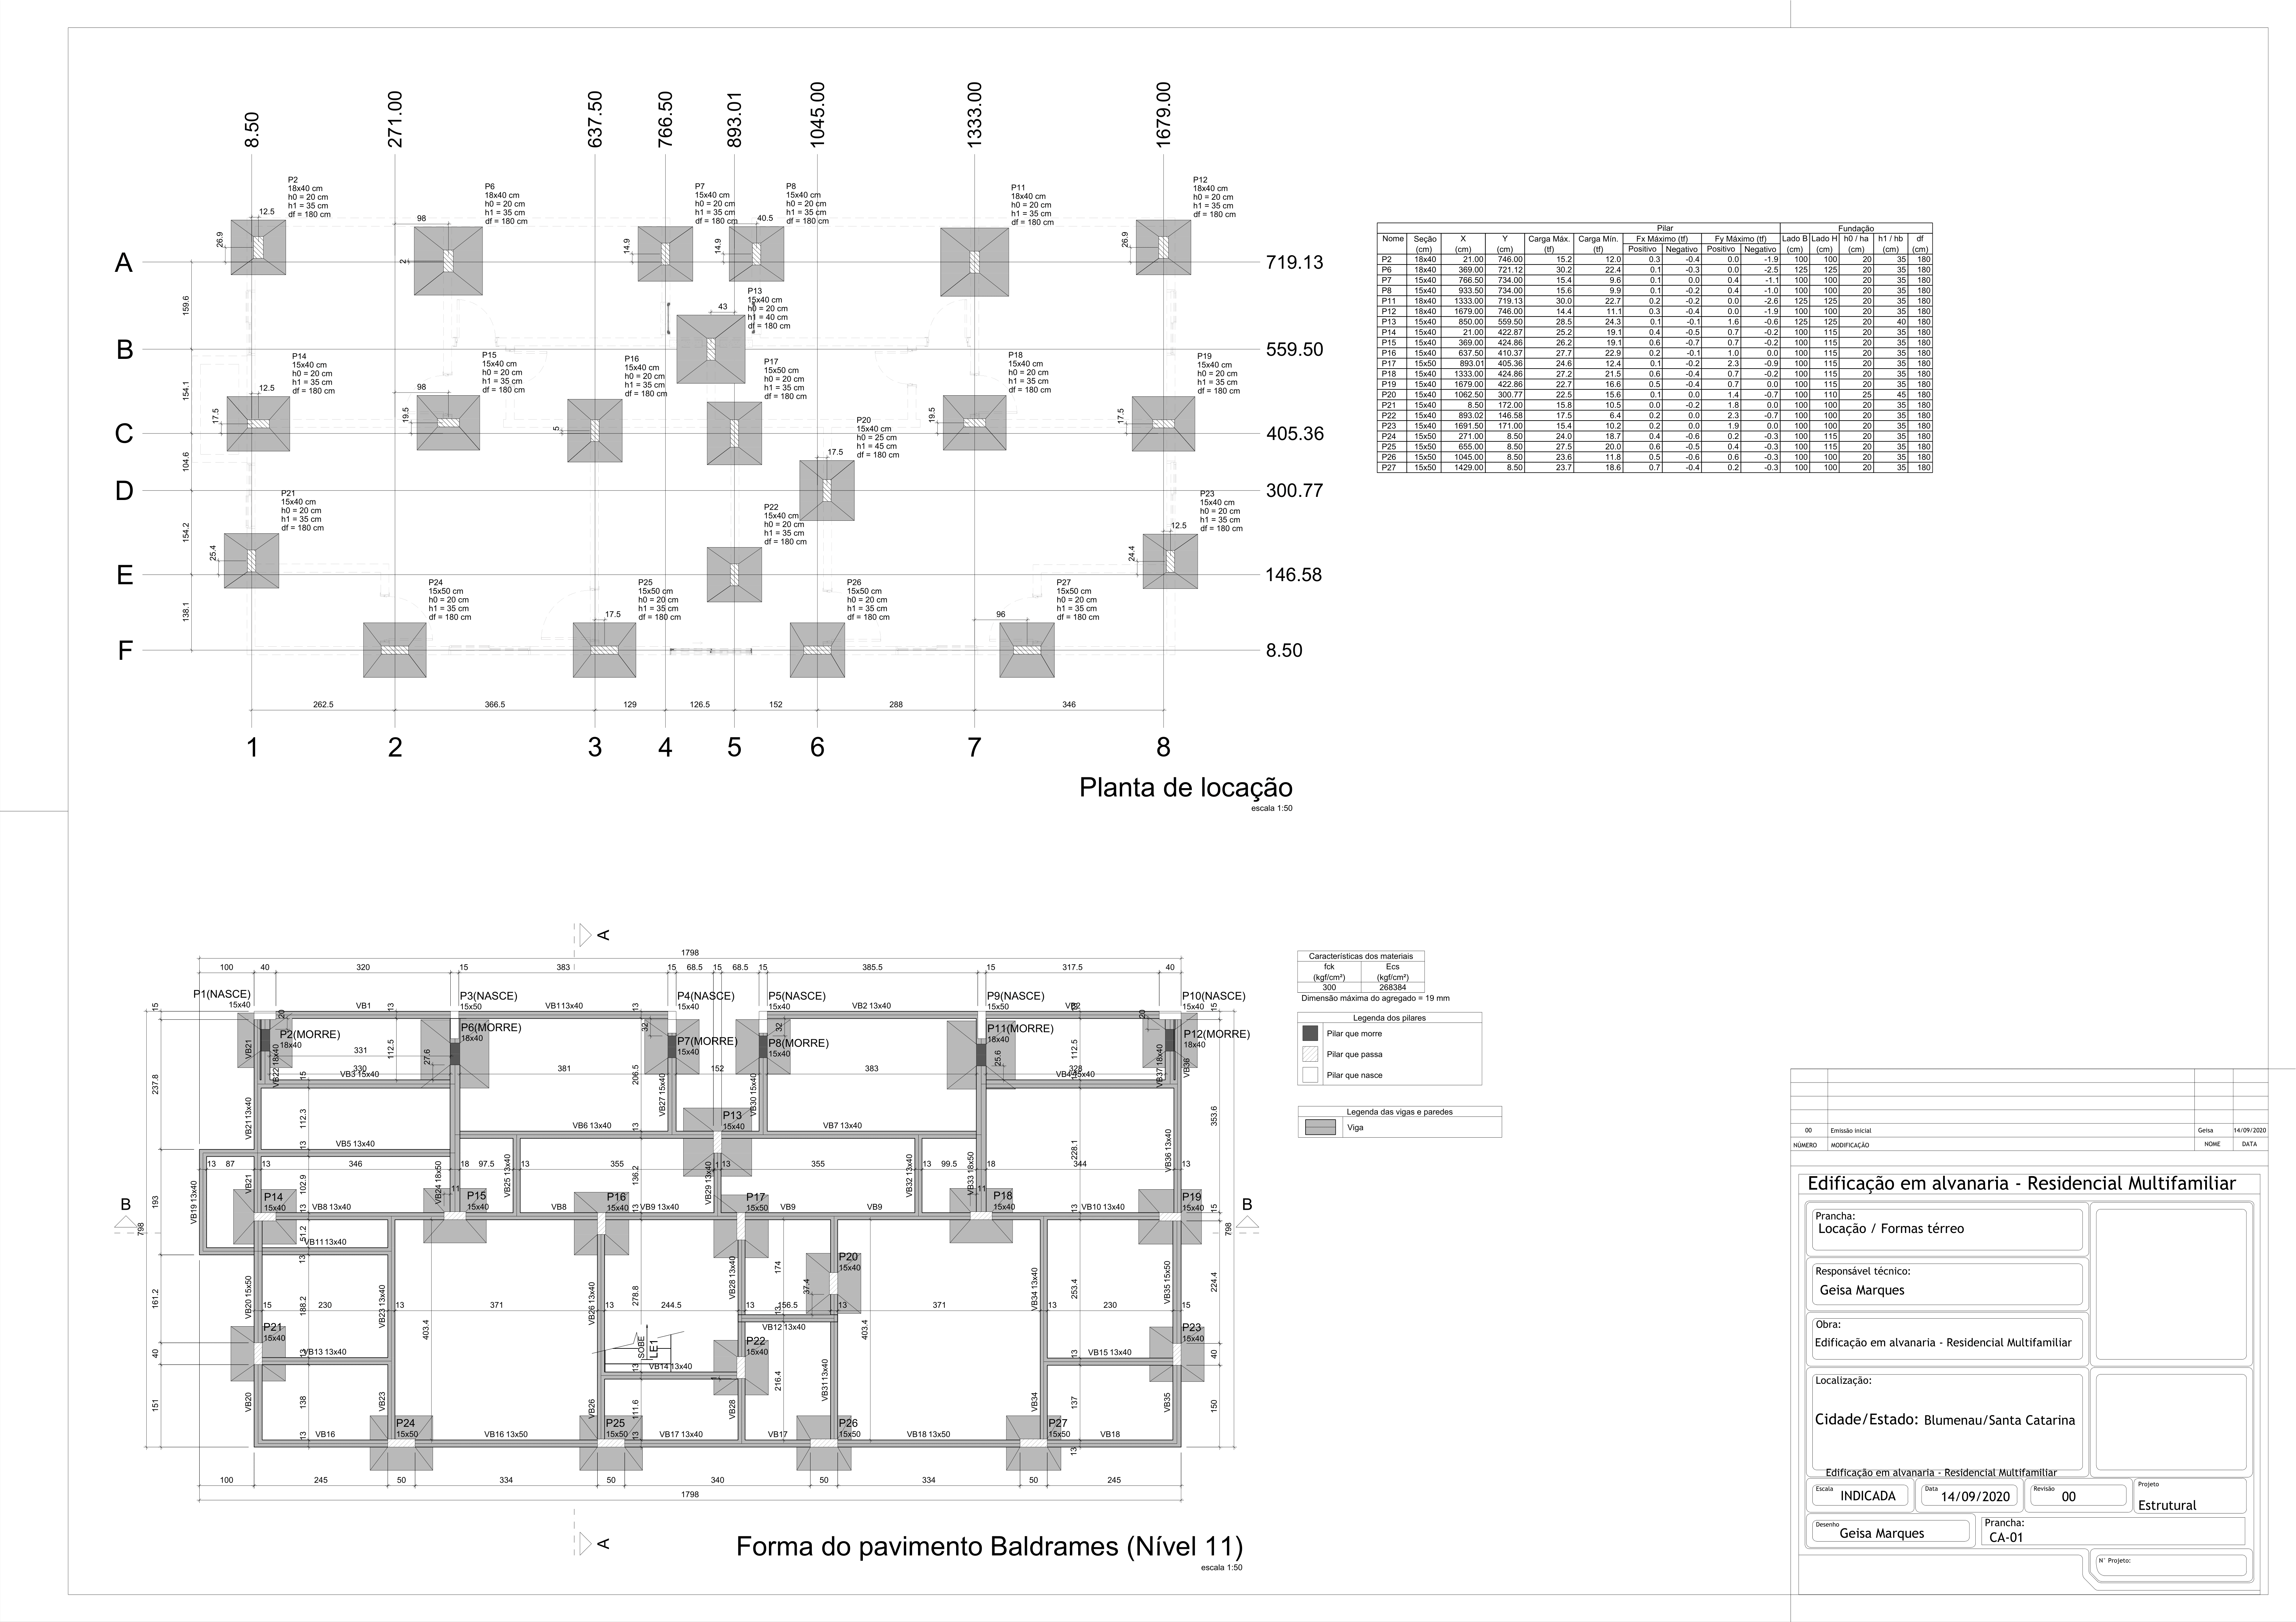 8.50
271.00
637.50
766.50
893.01
1045.00
1333.00
1679.00
P2
18x40 cm
h0 = 20 cm
h1 = 35 cm
df = 180 cm
P6
18x40 cm
h0 = 20 cm
h1 = 35 cm
df = 180 cm
P7
15x40 cm
h0 = 20 cm
h1 = 35 cm
df = 180 cm
P8
15x40 cm
h0 = 20 cm
h1 = 35 cm
df = 180 cm
P11
18x40 cm
h0 = 20 cm
h1 = 35 cm
df = 180 cm
P12
18x40 cm
h0 = 20 cm
h1 = 35 cm
df = 180 cm
12.5
98
40.5
26.9
2
14.9
14.9
26.9
A
719.13
159.6
P13
15x40 cm
h0 = 20 cm
h1 = 40 cm
df = 180 cm
43
B
559.50
154.1
P14
15x40 cm
h0 = 20 cm
h1 = 35 cm
df = 180 cm
P15
15x40 cm
h0 = 20 cm
h1 = 35 cm
df = 180 cm
P16
15x40 cm
h0 = 20 cm
h1 = 35 cm
df = 180 cm
P17
15x50 cm
h0 = 20 cm
h1 = 35 cm
df = 180 cm
P18
15x40 cm
h0 = 20 cm
h1 = 35 cm
df = 180 cm
P19
15x40 cm
h0 = 20 cm
h1 = 35 cm
df = 180 cm
12.5
98
17.5
19.5
5
19.5
17.5
C
405.36
104.6
P20
15x40 cm
h0 = 25 cm
h1 = 45 cm
df = 180 cm
17.5
D
300.77
154.2
P21
15x40 cm
h0 = 20 cm
h1 = 35 cm
df = 180 cm
P22
15x40 cm
h0 = 20 cm
h1 = 35 cm
df = 180 cm
P23
15x40 cm
h0 = 20 cm
h1 = 35 cm
df = 180 cm
12.5
25.4
24.4
E
146.58
138.1
P24
15x50 cm
h0 = 20 cm
h1 = 35 cm
df = 180 cm
P25
15x50 cm
h0 = 20 cm
h1 = 35 cm
df = 180 cm
P26
15x50 cm
h0 = 20 cm
h1 = 35 cm
df = 180 cm
P27
15x50 cm
h0 = 20 cm
h1 = 35 cm
df = 180 cm
17.5
96
F
8.50
262.5 366.5 129 126.5 152 288 346
1 2 3 4 5 6 7 8
Planta de locação
escala 1:50
Pilar Fundação
Nome Seção X Y Carga Máx. Carga Mín. Fx Máximo (tf) Fy Máximo (tf) Lado B Lado H h0 / ha h1 / hb df
(cm) (cm) (cm) (tf) (tf) Positivo Negativo Positivo Negativo (cm) (cm) (cm) (cm) (cm)
P2 18x40 21.00 746.00 15.2 12.0 0.3 -0.4 0.0 -1.9 100 100 20 35 180
P6 18x40 369.00 721.12 30.2 22.4 0.1 -0.3 0.0 -2.5 125 125 20 35 180
P7 15x40 766.50 734.00 15.4 9.6 0.1 0.0 0.4 -1.1 100 100 20 35 180
P8 15x40 933.50 734.00 15.6 9.9 0.1 -0.2 0.4 -1.0 100 100 20 35 180
P11 18x40 1333.00 719.13 30.0 22.7 0.2 -0.2 0.0 -2.6 125 125 20 35 180
P12 18x40 1679.00 746.00 14.4 11.1 0.3 -0.4 0.0 -1.9 100 100 20 35 180
P13 15x40 850.00 559.50 28.5 24.3 0.1 -0.1 1.6 -0.6 125 125 20 40 180
P14 15x40 21.00 422.87 25.2 19.1 0.4 -0.5 0.7 -0.2 100 115 20 35 180
P15 15x40 369.00 424.86 26.2 19.1 0.6 -0.7 0.7 -0.2 100 115 20 35 180
P16 15x40 637.50 410.37 27.7 22.9 0.2 -0.1 1.0 0.0 100 115 20 35 180
P17 15x50 893.01 405.36 24.6 12.4 0.1 -0.2 2.3 -0.9 100 115 20 35 180
P18 15x40 1333.00 424.86 27.2 21.5 0.6 -0.4 0.7 -0.2 100 115 20 35 180
P19 15x40 1679.00 422.86 22.7 16.6 0.5 -0.4 0.7 0.0 100 115 20 35 180
P20 15x40 1062.50 300.77 22.5 15.6 0.1 0.0 1.4 -0.7 100 110 25 45 180
P21 15x40 8.50 172.00 15.8 10.5 0.0 -0.2 1.8 0.0 100 100 20 35 180
P22 15x40 893.02 146.58 17.5 6.4 0.2 0.0 2.3 -0.7 100 100 20 35 180
P23 15x40 1691.50 171.00 15.4 10.2 0.0 0.0 1.9 0.0 100 100 20 35 180
P24 15x50 271.00 8.50 24.0 18.7 0.4 -0.6 0.2 -0.3 100 115 20 35 180
P25 15x50 655.00 8.50 27.5 20.0 0.6 -0.5 0.4 -0.3 100 115 20 35 180
P26 15x50 1045.00 8.50 23.6 11.8 0.5 -0.6 0.6 -0.3 100 100 20 35 180
P27 15x50 1429.00 8.50 23.7 18.6 0.7 -0.4 0.2 -0.3 100 100 20 35 180
A
1798
100 40 320 15 383 15 68.5 15 68.5 15 385.5 15 317.5 40
P1(NASCE)
15x40
P3(NASCE)
15x50
P4(NASCE)
15x40
P5(NASCE)
15x40
P9(NASCE)
15x50
P10(NASCE)
15x40
VB1 VB1 13x40 VB2 13x40 VB2
15 20 13 13 32 32 20 15
P2(MORRE)
18x40
P6(MORRE)
18x40
P7(MORRE)
15x40
P8(MORRE)
15x40
P11(MORRE)
18x40
P12(MORRE)
18x40
VB21 VB22 18x40 VB37 18x40 VB36
331 112.5 27.6 25.6 112.5
330 381 152 383 328
VB3 15x40 VB4 15x40
237.8 15 206.5 353.6
VB27 15x40 VB30 15x40
P13
15x40
VB21 13x40 112.3
VB5 13x40 VB6 13x40 VB7 13x40
13 13
228.1 VB36 13x40
13 87 13 346 18 97.5 13 355 13 355 13 99.5 18 344 13
VB19 13x40 VB21 102.9 VB24 18x50 VB25 13x40 136.2 VB29 13x40 VB32 13x40 VB33 18x50
11 11
P14
15x40
P15
15x40
P16
15x40
P17
15x50
P18
15x40
P19
15x40
VB8 13x40 VB8 VB9 13x40 VB9 VB9 VB10 13x40
193 13 13 13 15
B B
798 798
51.2
VB11 13x40
13
P20
15x40
174 37.4
161.2 VB20 15x50 188.2 VB23 13x40 VB26 13x40 278.8 VB28 13x40 VB34 13x40 253.4 VB35 15x50 224.4
15 230 13 371 13 244.5 13 156.5 13 371 13 230 15
VB12 13x40
13
P21
15x40
403.4 403.4
SOBE
LE1
P22
15x40
P23
15x40
VB13 13x40 VB14 13x40 VB15 13x40
40 13 13 13 40
216.4 VB31 13x40
151 VB20 138 VB23 VB26 111.6 VB28 VB34 137 VB35 150
P24
15x50
P25
15x50
P26
15x50
P27
15x50
VB16 VB16 13x50 VB17 13x40 VB17 VB18 13x50 VB18
13 13 13
100 245 50 334 50 340 50 334 50 245
1798
A
Forma do pavimento Baldrames (Nível 11)
escala 1:50
Características dos materiais
fck Ecs
(kgf/cm²) (kgf/cm²)
300 268384
Dimensão máxima do agregado = 19 mm
Legenda dos pilares
Pilar que morre
Pilar que passa
Pilar que nasce
Legenda das vigas e paredes
Viga
00 Emissão Inicial Geisa 14/09/2020
NÚMERO MODIFICAÇÃO NOME DATA
Edificação em alvanaria - Residencial Multifamiliar
Prancha:
Locação / Formas térreo
Responsável técnico:
Geisa Marques
Obra:
Edificação em alvanaria - Residencial Multifamiliar
Localização:
Cidade/Estado: Blumenau/Santa Catarina
Edificação em alvanaria - Residencial Multifamiliar
Escala INDICADA
Data 14/09/2020
Revisão 00
Projeto
Estrutural
Desenho Geisa Marques
Prancha:
CA-01
N° Projeto: